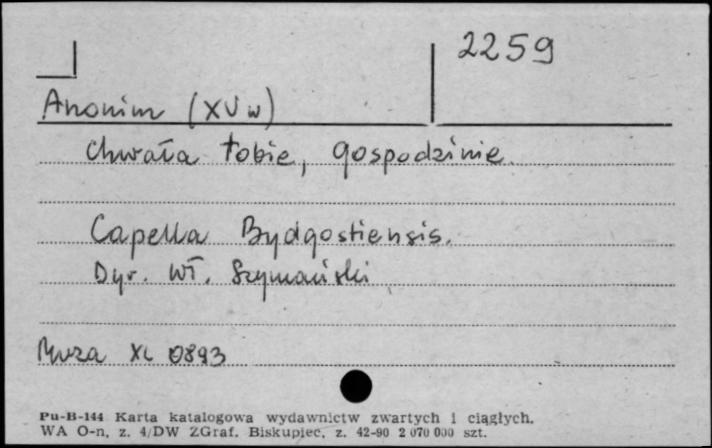 2259
Anonim (XV w)
Chwała tobie, gospodzinie.
Capella Bydgostiensis.
Dyr. Wł. Szymański
Muza XL 0893
Pu-B-144 Karta katalogowa wydawnictw zwartych i ciągłych.
WA O-n, z. 4/DW ZGraf. Biskupiec, z. 42-90 2 070 000 szt.